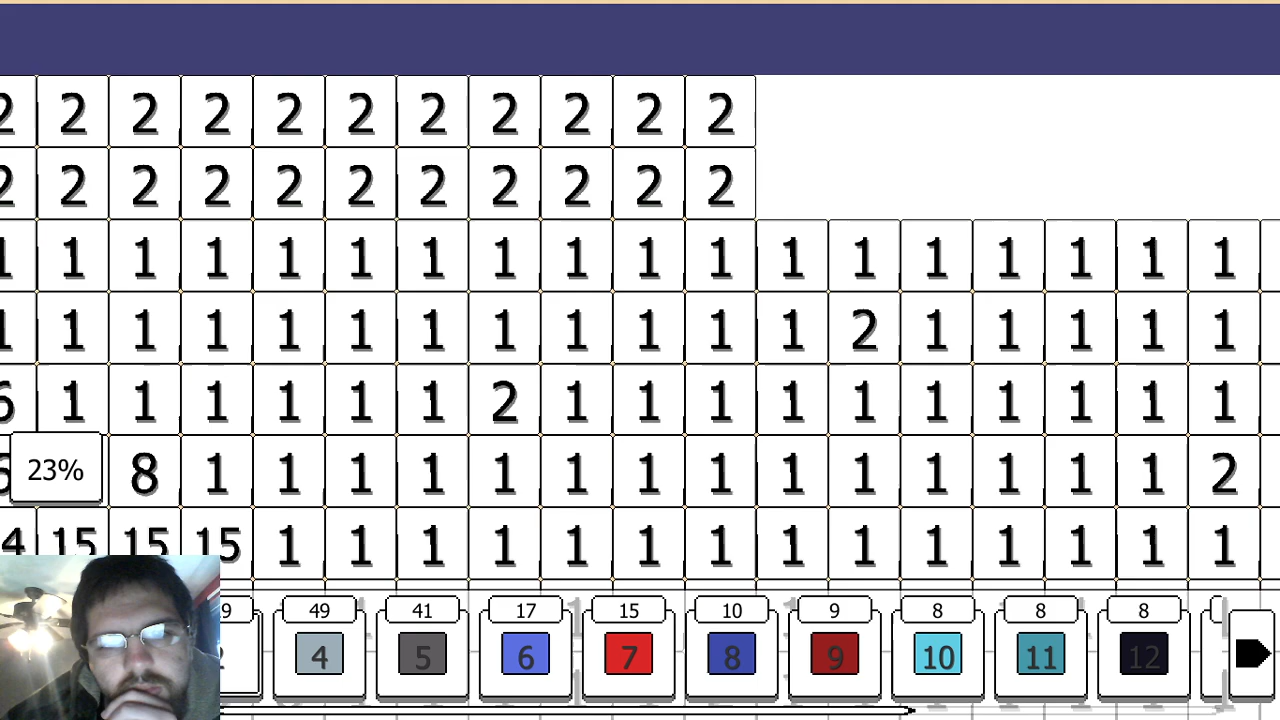 2 2 2 2 2 2 2 2 2 2 2
2 2 2 2 2 2 2 2 2 2 2
1 1 1 1 1 1 1 1 1 1 1 1 1 1 1 1 1 1
1 1 1 1 1 1 1 1 1 1 1 1 2 1 1 1 1 1
6 1 1 1 1 1 1 2 1 1 1 1 1 1 1 1 1 1
6 23% 8 1 1 1 1 1 1 1 1 1 1 1 1 1 1 2
4 15 15 15 1 1 1 1 1 1 1 1 1 1 1 1 1 1
9 49 41 17 15 10 9 8 8 8
4 5 6 7 8 9 10 11 12